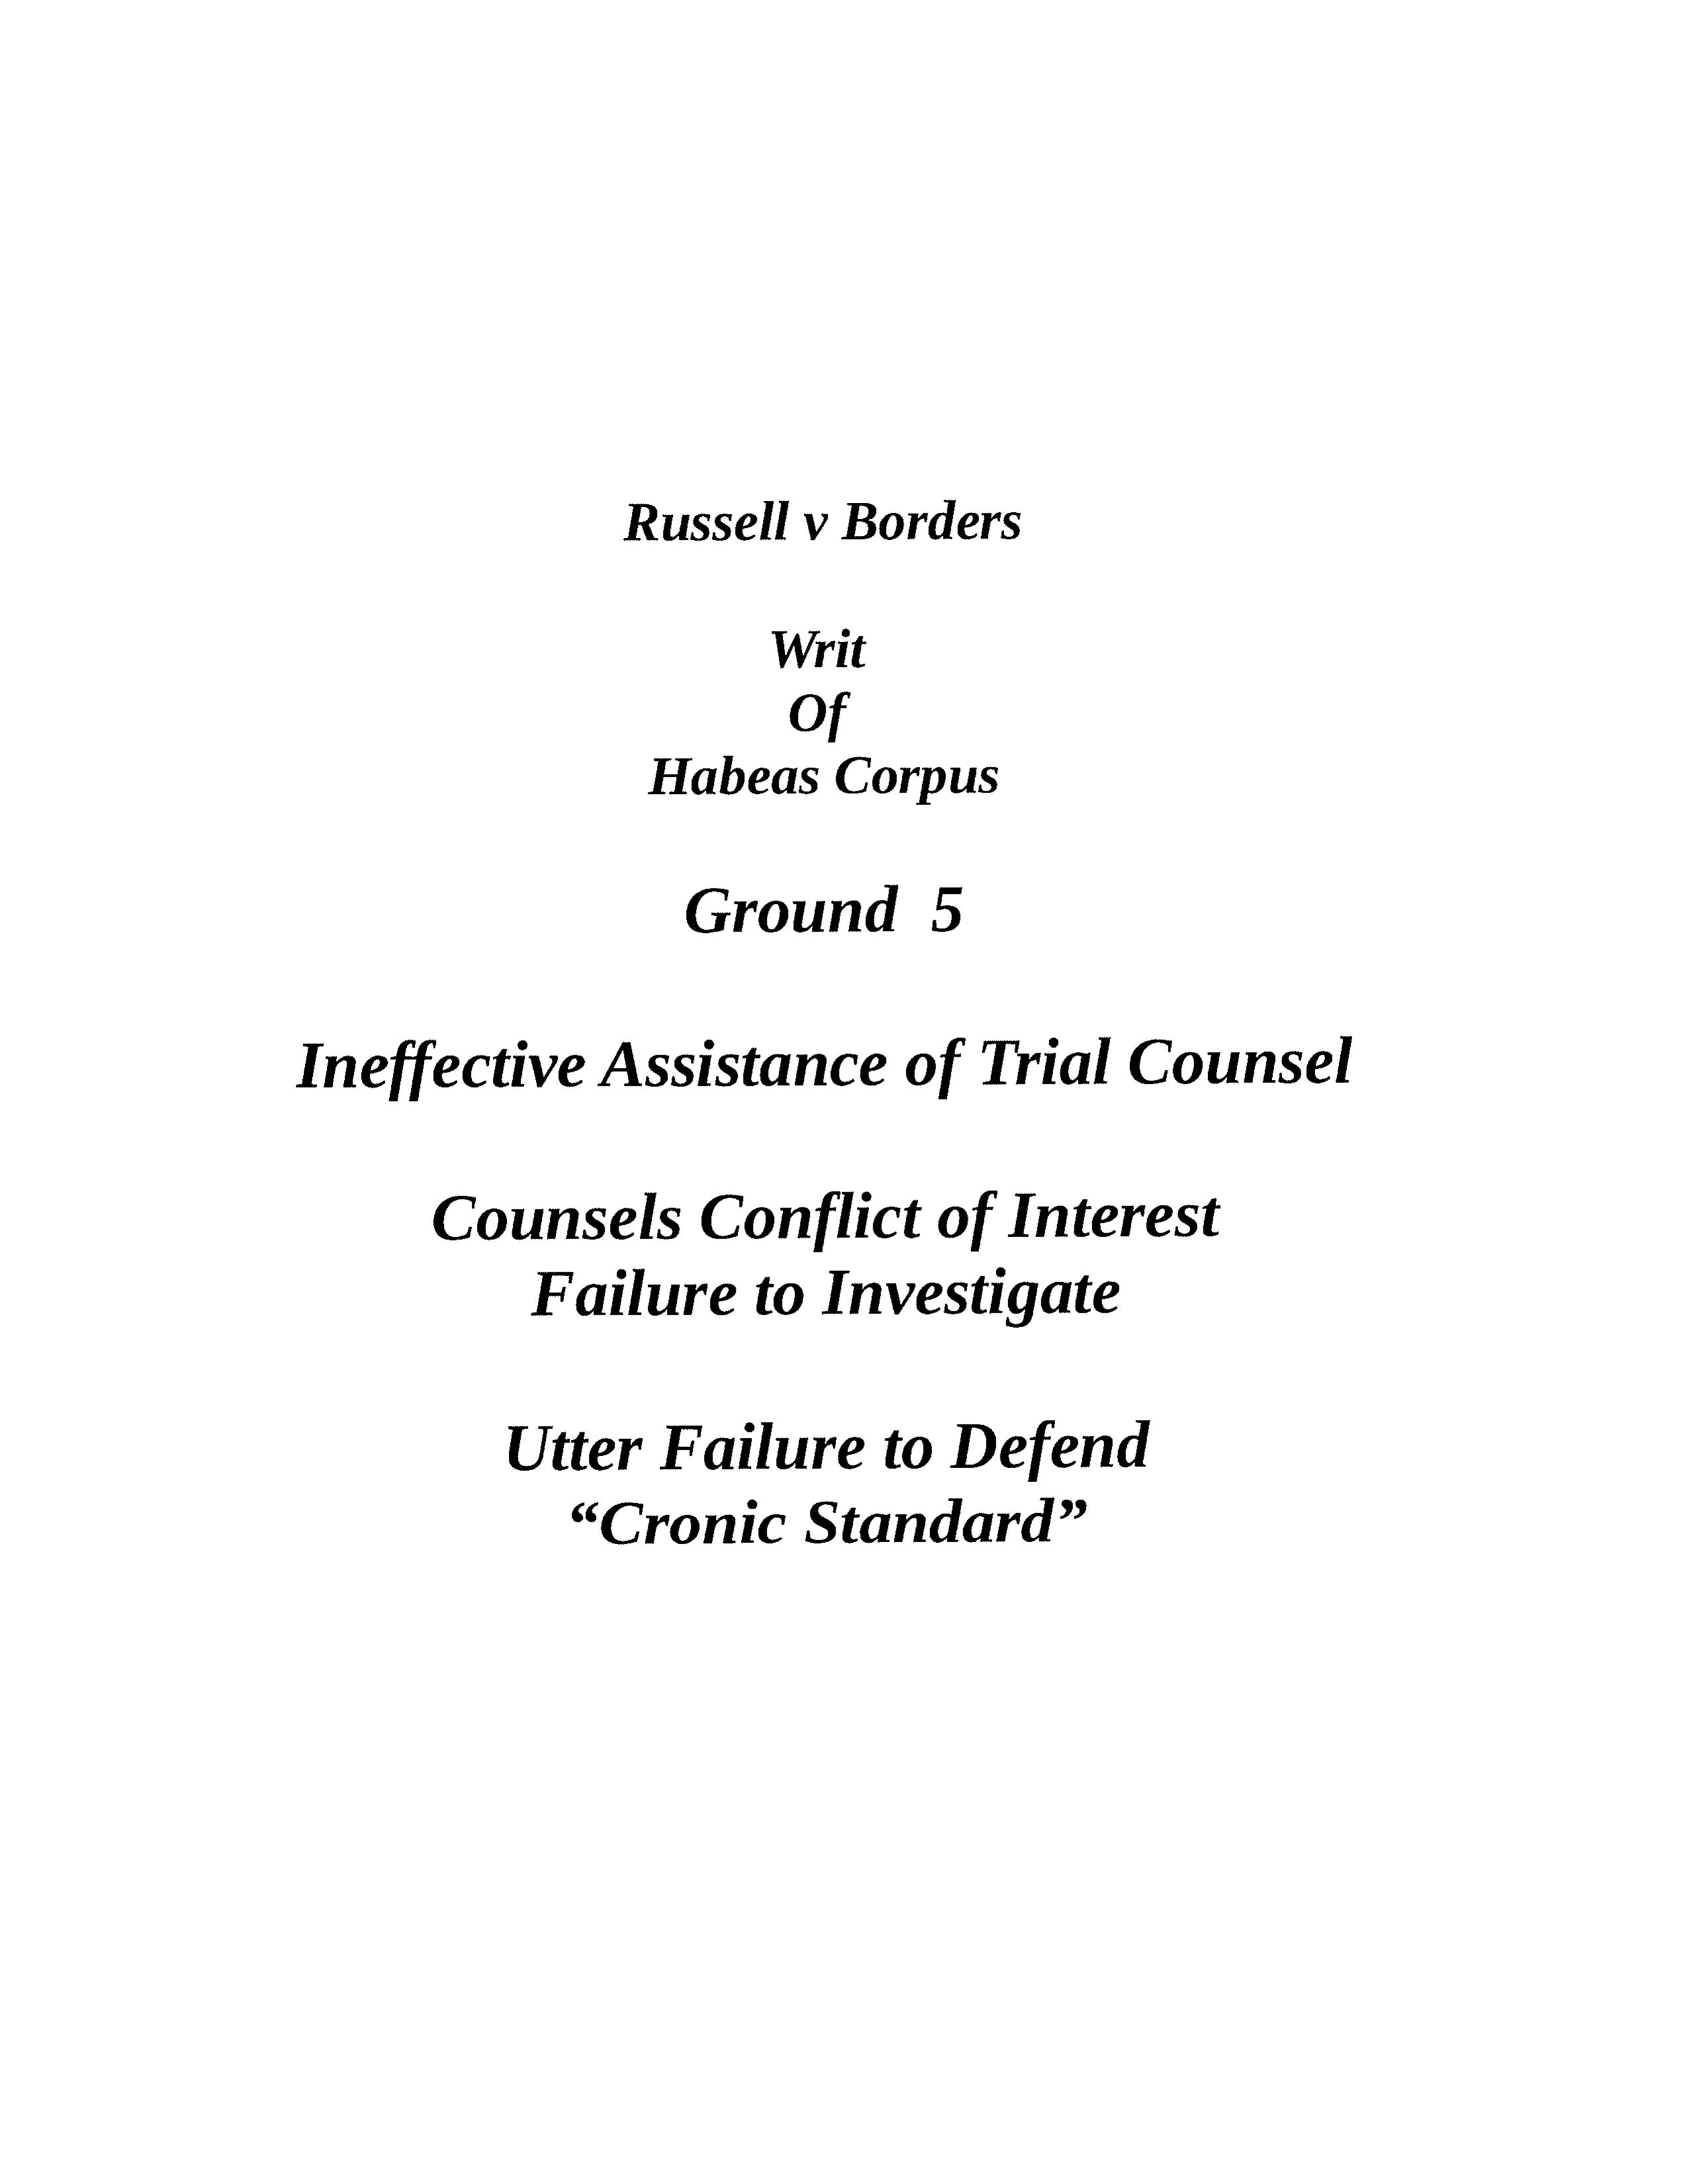 Russell v Borders
Writ
Of
Habeas Corpus
Ground 5
Ineffective Assistance of Trial Counsel
Counsels Conflict of Interest
Failure to Investigate
Utter Failure to Defend
“Cronic Standard”